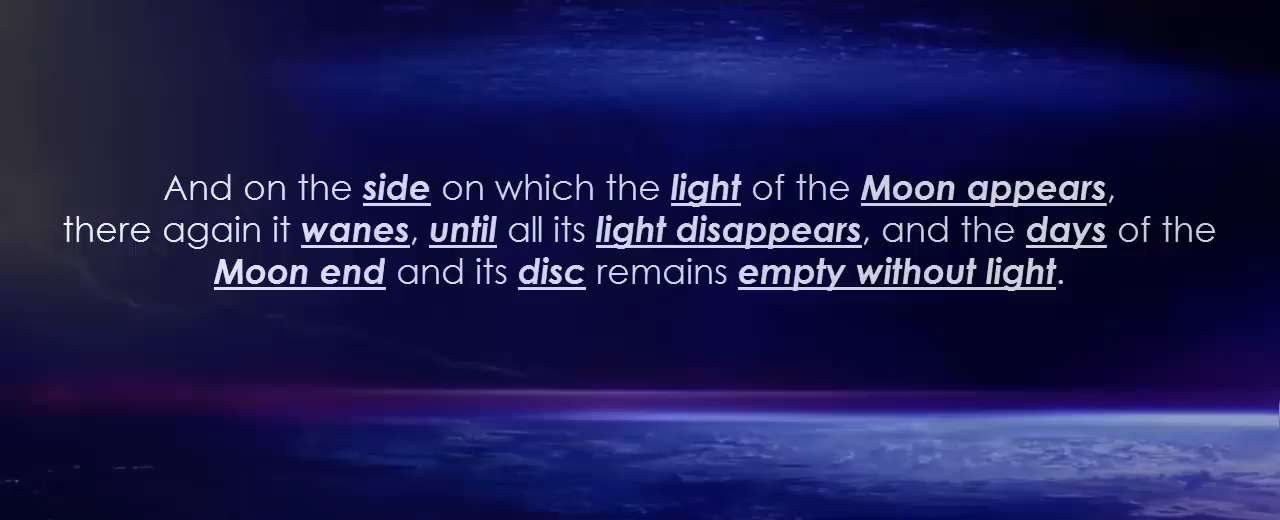 And on the side on which the light of the Moon appears,
there again it wanes, until all its light disappears, and the days of the
Moon end and its disc remains empty without light.